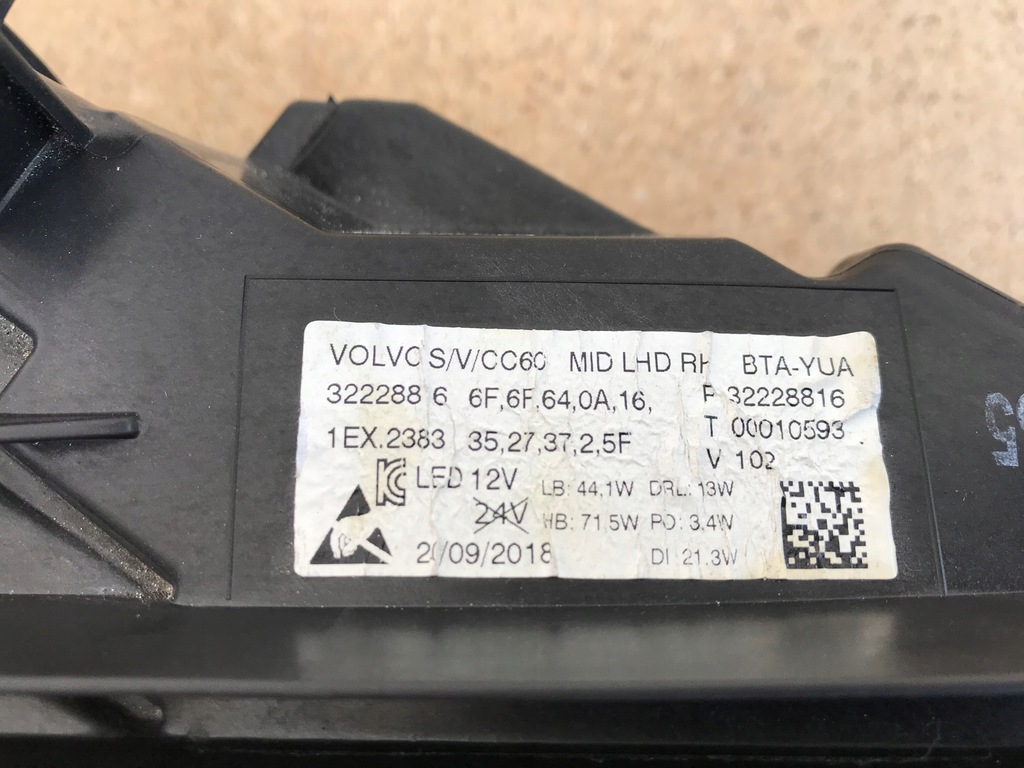 VOLVO S/V/CC60 MID LHD RH BTA-YUA
322288 6 6F,6F,64,0A,16, P 32228816
1EX.2383 35,27,37,2,5F T 00010593
V 102
LED 12V LB: 44,1W DRL: 13W
24V HB: 71.5W PO: 3.4W
20/09/2018 DI: 21.3W